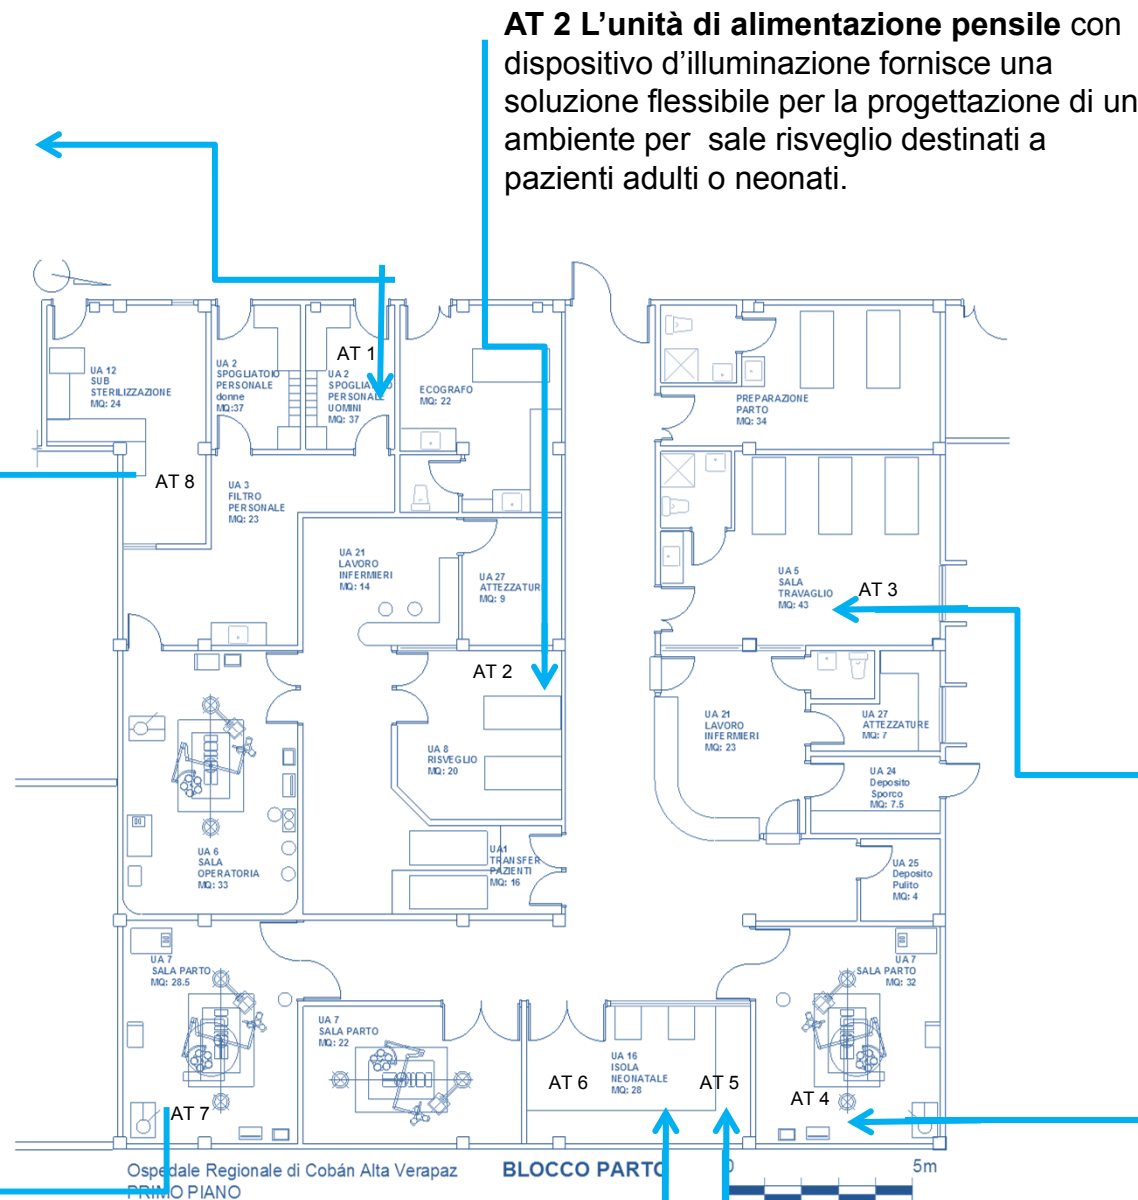 AT 2 L’unità di alimentazione pensile con
dispositivo d’illuminazione fornisce una
soluzione flessibile per la progettazione di un
ambiente per sale risveglio destinati a
pazienti adulti o neonati.
AT 1
UA 12
SUB
STERILIZZAZIONE
MQ: 24
UA 2
SPOGLIATOIO
PERSONALE
donne
MQ:37
UA 2
SPOGLIATOIO
PERSONALE
UOMINI
MQ: 37
ECOGRAFO
MQ: 22
PREPARAZIONE
PARTO
MQ: 34
AT 8
UA 3
FILTRO
PERSONALE
MQ: 23
UA 21
LAVORO
INFERMIERI
MQ: 14
UA 27
ATTEZZATURE
MQ: 9
UA 5
SALA
TRAVAGLIO
MQ: 43
AT 3
AT 2
UA 8
RISVEGLIO
MQ: 20
UA 21
LAVORO
INFERMIERI
MQ: 23
UA 27
ATTEZZATURE
MQ: 7
UA 24
Deposito
Sporco
MQ: 7.5
UA 6
SALA
OPERATORIA
MQ: 33
UA1
TRANSFER
PAZIENTI
MQ: 16
UA 25
Deposito
Pulito
MQ: 4
UA 7
SALA PARTO
MQ: 28.5
UA 7
SALA PARTO
MQ: 32
UA 7
SALA PARTO
MQ: 22
UA 16
ISOLA
NEONATALE
MQ: 28
AT 6
AT 5
AT 4
AT 7
Ospedale Regionale di Cobán Alta Verapaz
PRIMO PIANO
BLOCCO PARTO
0
5m